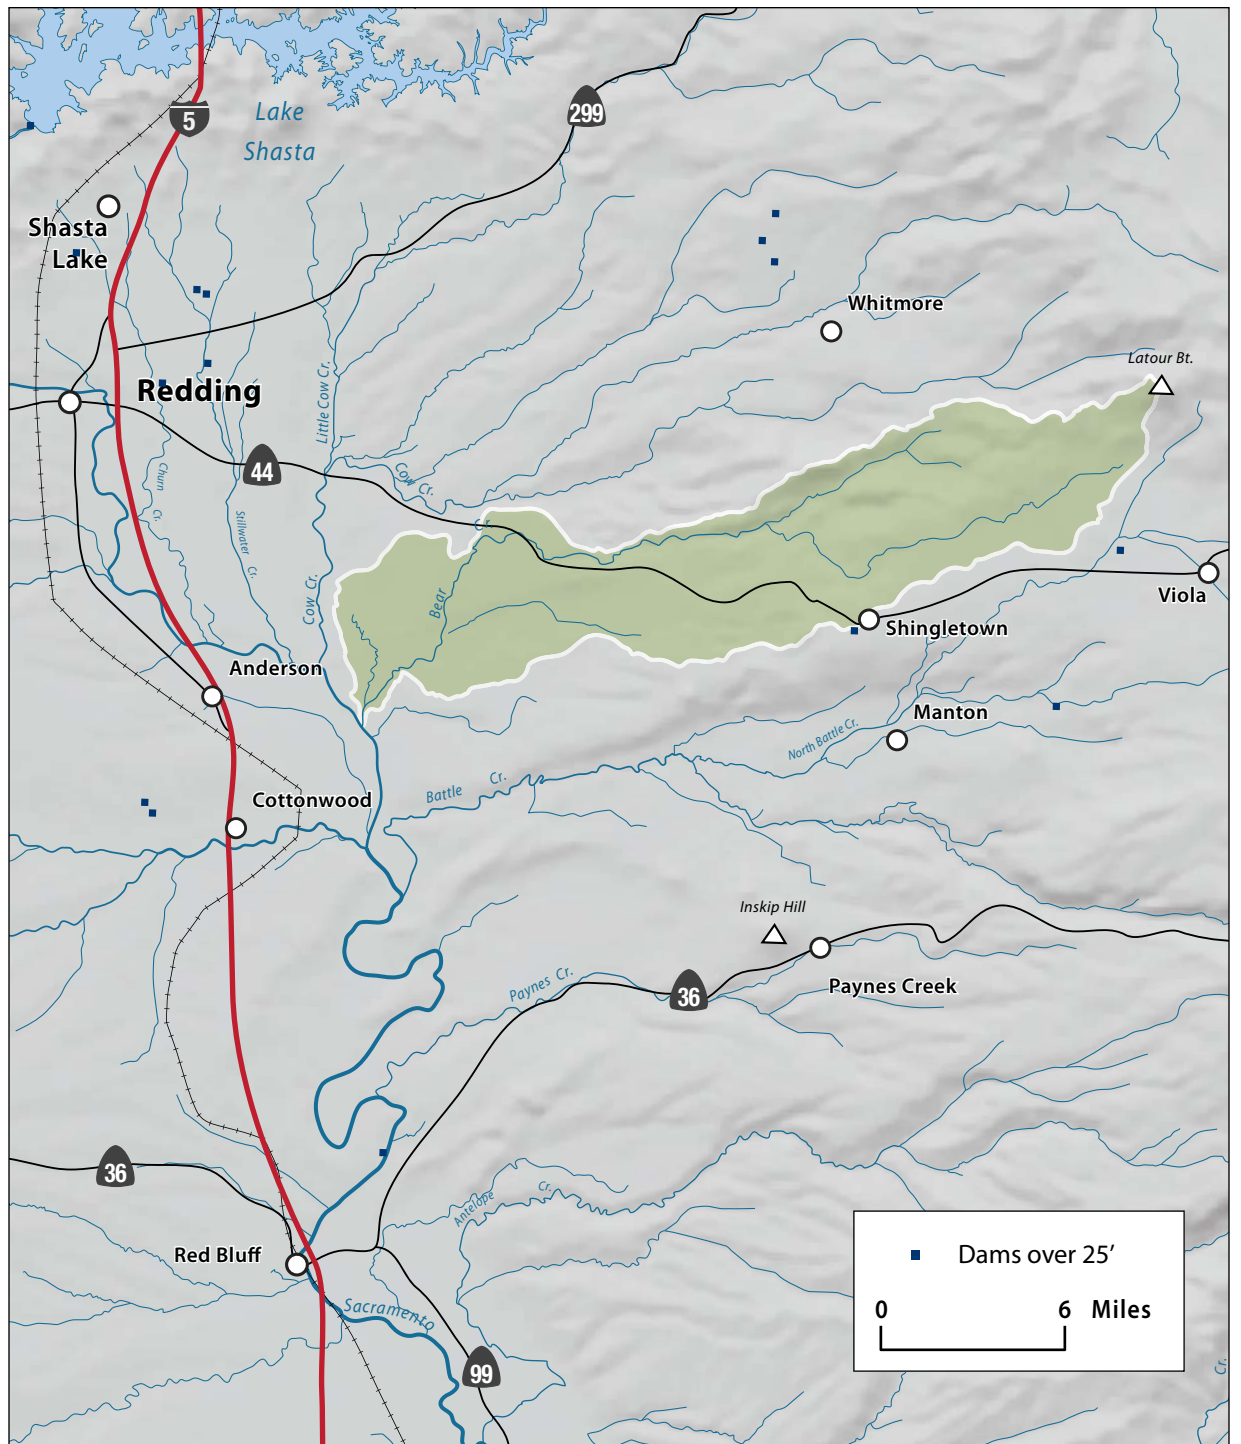 Lake
Shasta
5
299
Shasta
Lake
Whitmore
Latour Bt.
Redding
Little Cow Cr.
44
Cow Cr.
Churn
Cr.
Stillwater Cr.
Cr.
Bear
Cow Cr.
Viola
Shingletown
Anderson
Manton
North Battle Cr.
Battle Cr.
Cottonwood
Inskip Hill
Paynes Creek
Paynes Cr.
36
36
Antelope Cr.
Red Bluff
Sacramento
99
Dams over 25’
0 6 Miles
Cr.